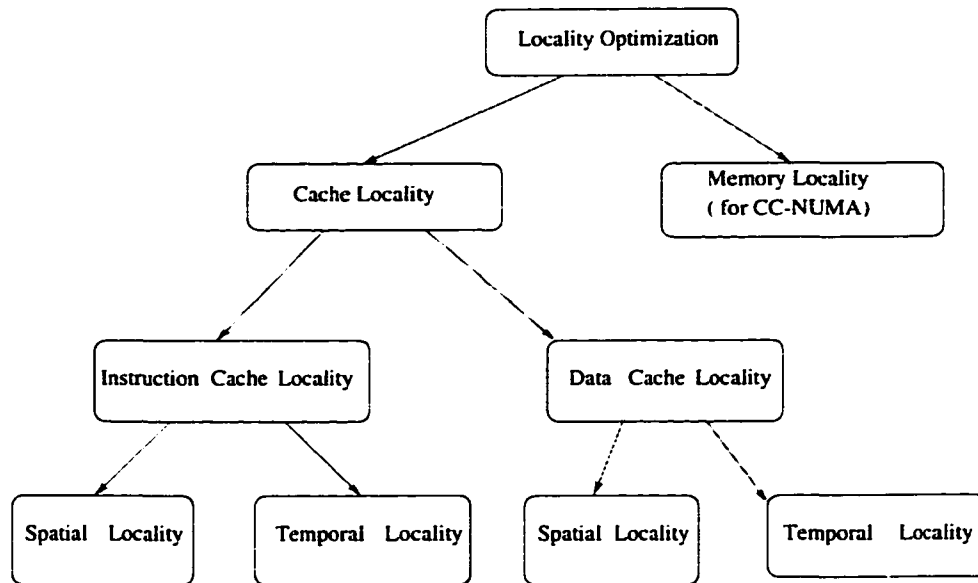 Locality Optimization
Cache Locality
Memory Locality
( for CC-NUMA)
Instruction Cache Locality
Data Cache Locality
Spatial Locality
Temporal Locality
Spatial Locality
Temporal Locality